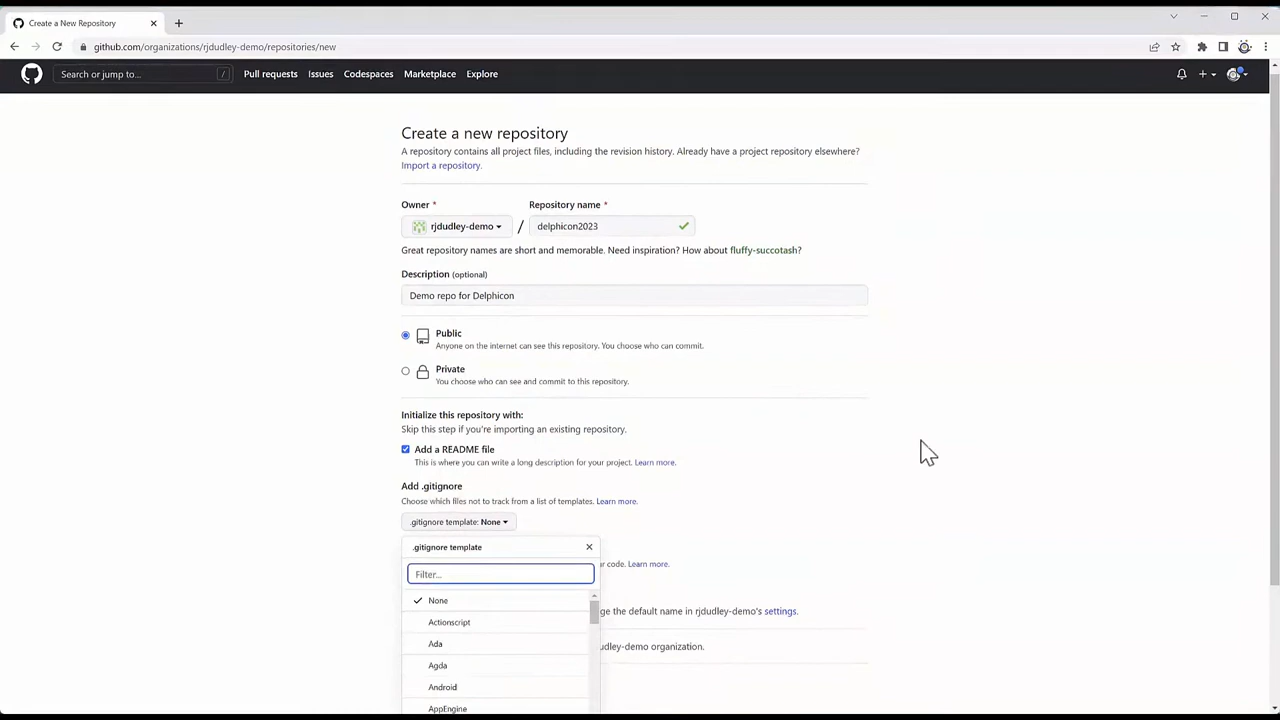 Create a New Repository
github.com/organizations/rjdudley-demo/repositories/new
Search or jump to... / Pull requests Issues Codespaces Marketplace Explore
Create a new repository
A repository contains all project files, including the revision history. Already have a project repository elsewhere?
Import a repository.
Owner * Repository name *
rjdudley-demo / delphicon2023
Great repository names are short and memorable. Need inspiration? How about fluffy-succotash?
Description (optional)
Demo repo for Delphicon
Public
Anyone on the internet can see this repository. You choose who can commit.
Private
You choose who can see and commit to this repository.
Initialize this repository with:
Skip this step if you're importing an existing repository.
Add a README file
This is where you can write a long description for your project. Learn more.
Add .gitignore
Choose which files not to track from a list of templates. Learn more.
.gitignore template: None
.gitignore template
code. Learn more.
Filter...
None
the default name in rjdudley-demo's settings.
Actionscript
Ada
organization.
Agda
Android
AppEngine